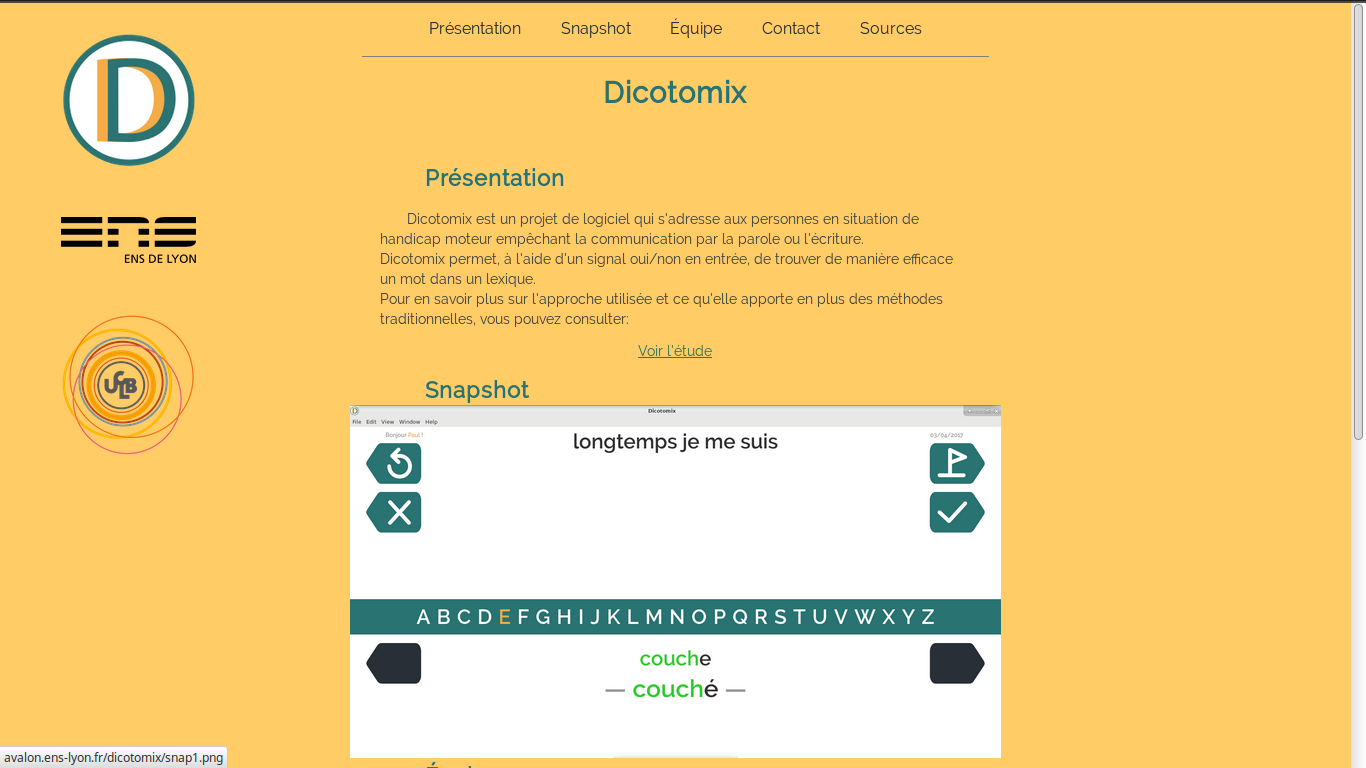 Présentation Snapshot Équipe Contact Sources
D
Dicotomix
ENS
ENS DE LYON
UCLB
Présentation
Dicotomix est un projet de logiciel qui s'adresse aux personnes en situation de
handicap moteur empêchant la communication par la parole ou l'écriture.
Dicotomix permet, à l'aide d'un signal oui/non en entrée, de trouver de manière efficace
un mot dans un lexique.
Pour en savoir plus sur l'approche utilisée et ce qu'elle apporte en plus des méthodes
traditionnelles, vous pouvez consulter:
Voir l'étude
Snapshot
Dicotomix
File Edit View Window Help
Bonjour Paul !
03/04/2017
longtemps je me suis
A B C D E F G H I J K L M N O P Q R S T U V W X Y Z
couche
— couché —
avalon.ens-lyon.fr/dicotomix/snap1.png